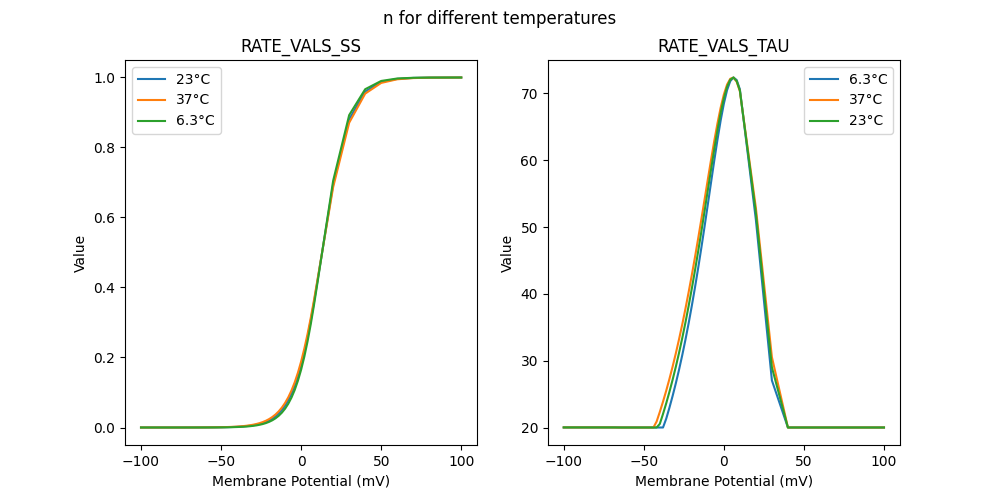 n for different temperatures
RATE_VALS_SS
1.0
0.8
0.6
0.4
0.2
0.0
Value
23°C
37°C
6.3°C
−100
−50
0
50
100
Membrane Potential (mV)
RATE_VALS_TAU
70
60
50
40
30
20
Value
6.3°C
37°C
23°C
−100
−50
0
50
100
Membrane Potential (mV)